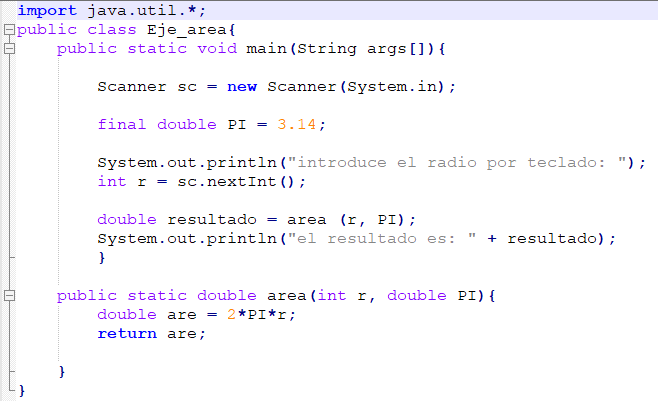 import java.util.*;
public class Eje_area{
public static void main(String args[]){
Scanner sc = new Scanner(System.in);
final double PI = 3.14;
System.out.println("introduce el radio por teclado: ");
int r = sc.nextInt();
double resultado = area (r, PI);
System.out.println("el resultado es: " + resultado);
}
public static double area(int r, double PI){
double are = 2*PI*r;
return are;
}
}